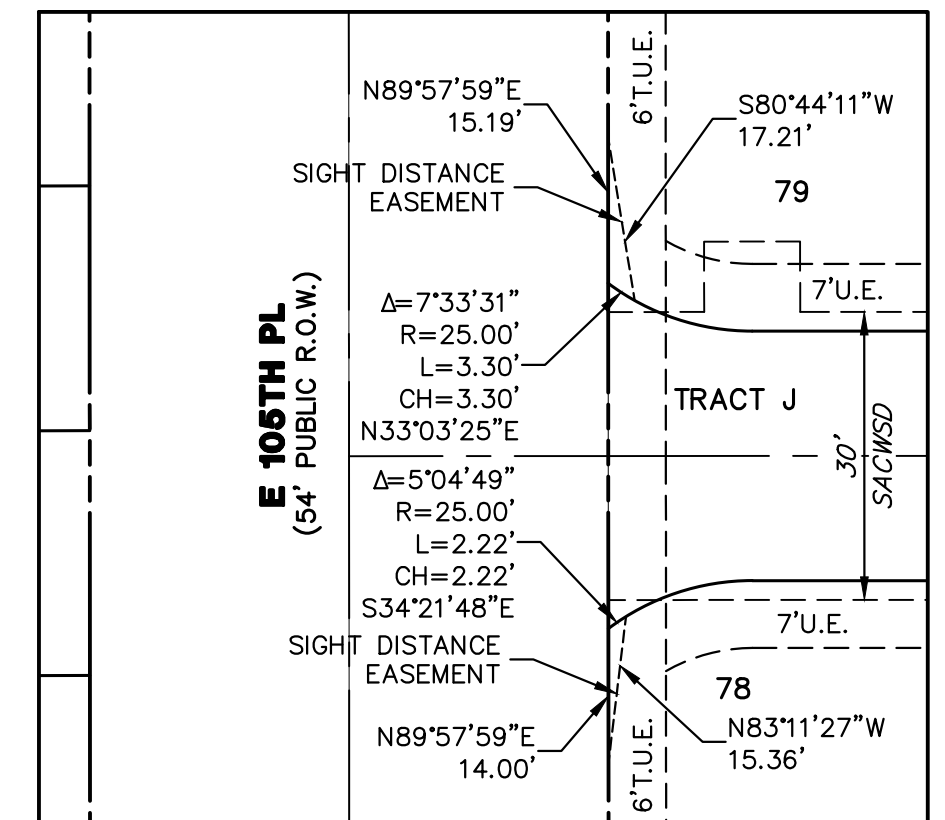 N89°57'59"E
15.19'
SIGHT DISTANCE
EASEMENT
6'T.U.E.
S80°44'11"W
17.21'
79
7'U.E.
Δ=7°33'31"
R=25.00'
L=3.30'
CH=3.30'
N33°03'25"E
E 105TH PL
(54' PUBLIC R.O.W.)
TRACT J
30'
SACWSD
Δ=5°04'49"
R=25.00'
L=2.22'
CH=2.22'
S34°21'48"E
SIGHT DISTANCE
EASEMENT
7'U.E.
78
N89°57'59"E
14.00'
6'T.U.E.
N83°11'27"W
15.36'